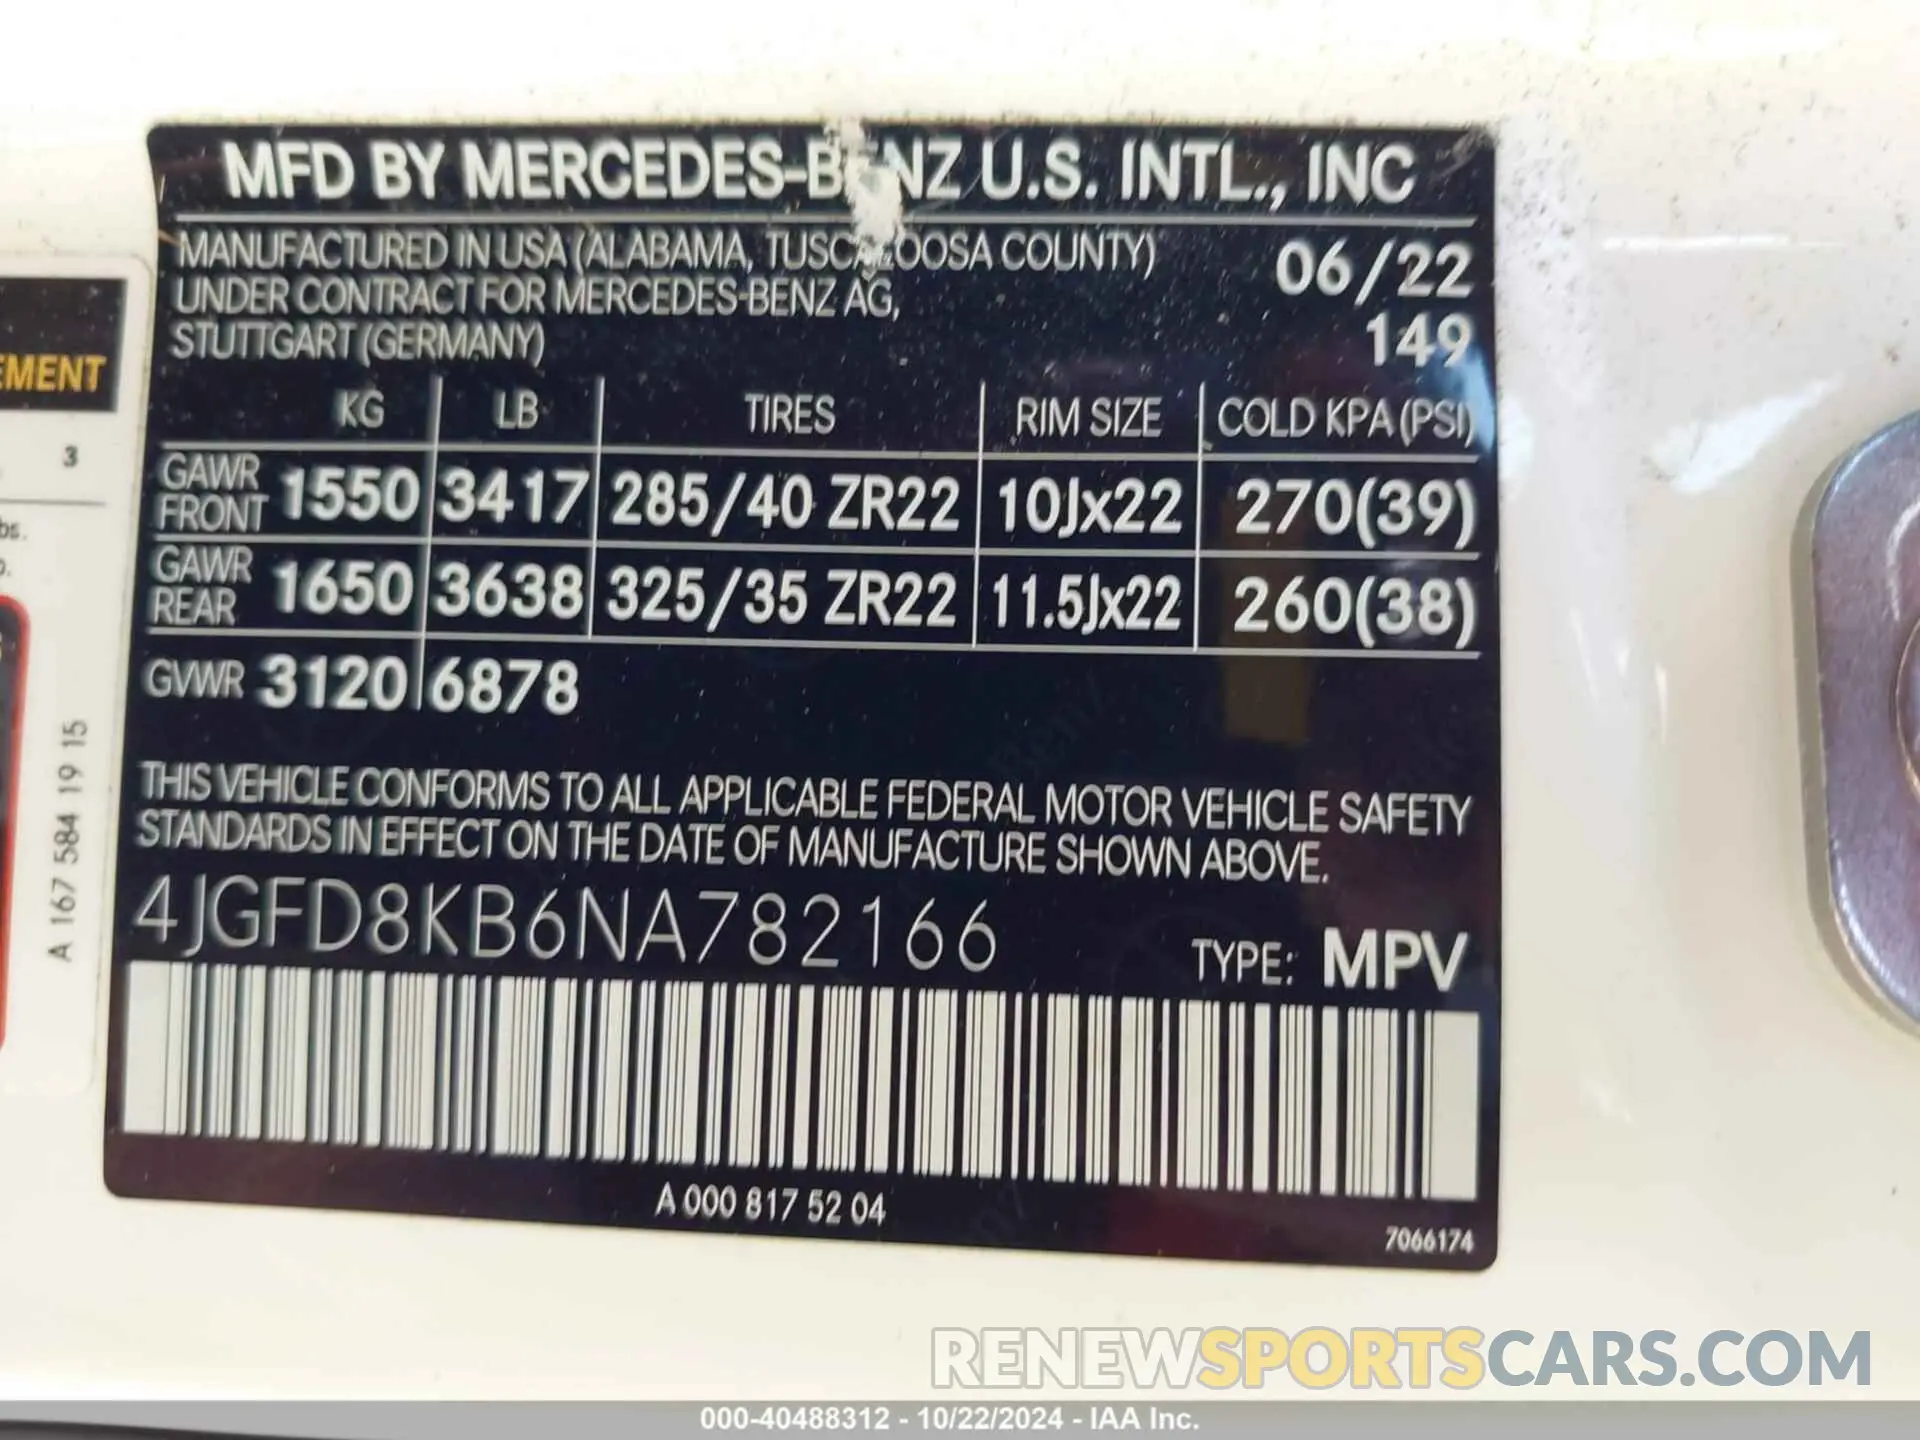 MFD BY MERCEDES-BENZ U.S. INTL., INC
MANUFACTURED IN USA (ALABAMA, TUSCALOOSA COUNTY) 06/22
UNDER CONTRACT FOR MERCEDES-BENZ AG,
STUTTGART (GERMANY) 149
KG LB TIRES RIM SIZE COLD KPA (PSI)
GAWR FRONT 1550 3417 285/40 ZR22 10Jx22 270(39)
GAWR REAR 1650 3638 325/35 ZR22 11.5Jx22 260(38)
GVWR 3120 6878
THIS VEHICLE CONFORMS TO ALL APPLICABLE FEDERAL MOTOR VEHICLE SAFETY
STANDARDS IN EFFECT ON THE DATE OF MANUFACTURE SHOWN ABOVE.
4JGFD8KB6NA782166 TYPE: MPV
A 000 817 52 04
7066174
EMENT
3
bs.
A 167 584 19 15
RENEWSPORTSCARS.COM
000-40488312 - 10/22/2024 - IAA Inc.